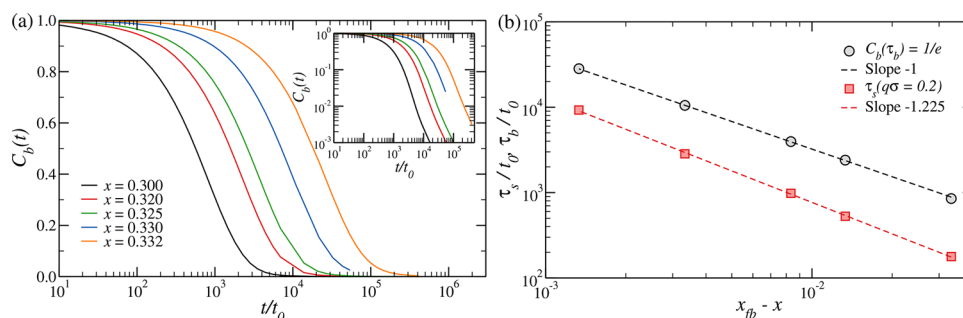 (a)
1.0
0.8
0.6
0.4
0.2
0.0
C_b(t)
x = 0.300
x = 0.320
x = 0.325
x = 0.330
x = 0.332
10^1 10^2 10^3 10^4 10^5 10^6
t/t_0
10^0
10^-1
10^-2
10^-3
C_b(t)
10^1 10^2 10^3 10^4 10^5
t/t_0
(b)
10^5
10^4
10^3
10^2
τ_s/t_0, τ_b/t_0
C_b(τ_b) = 1/e
Slope -1
τ_s(qσ = 0.2)
Slope -1.225
10^-3 10^-2
x_fb - x